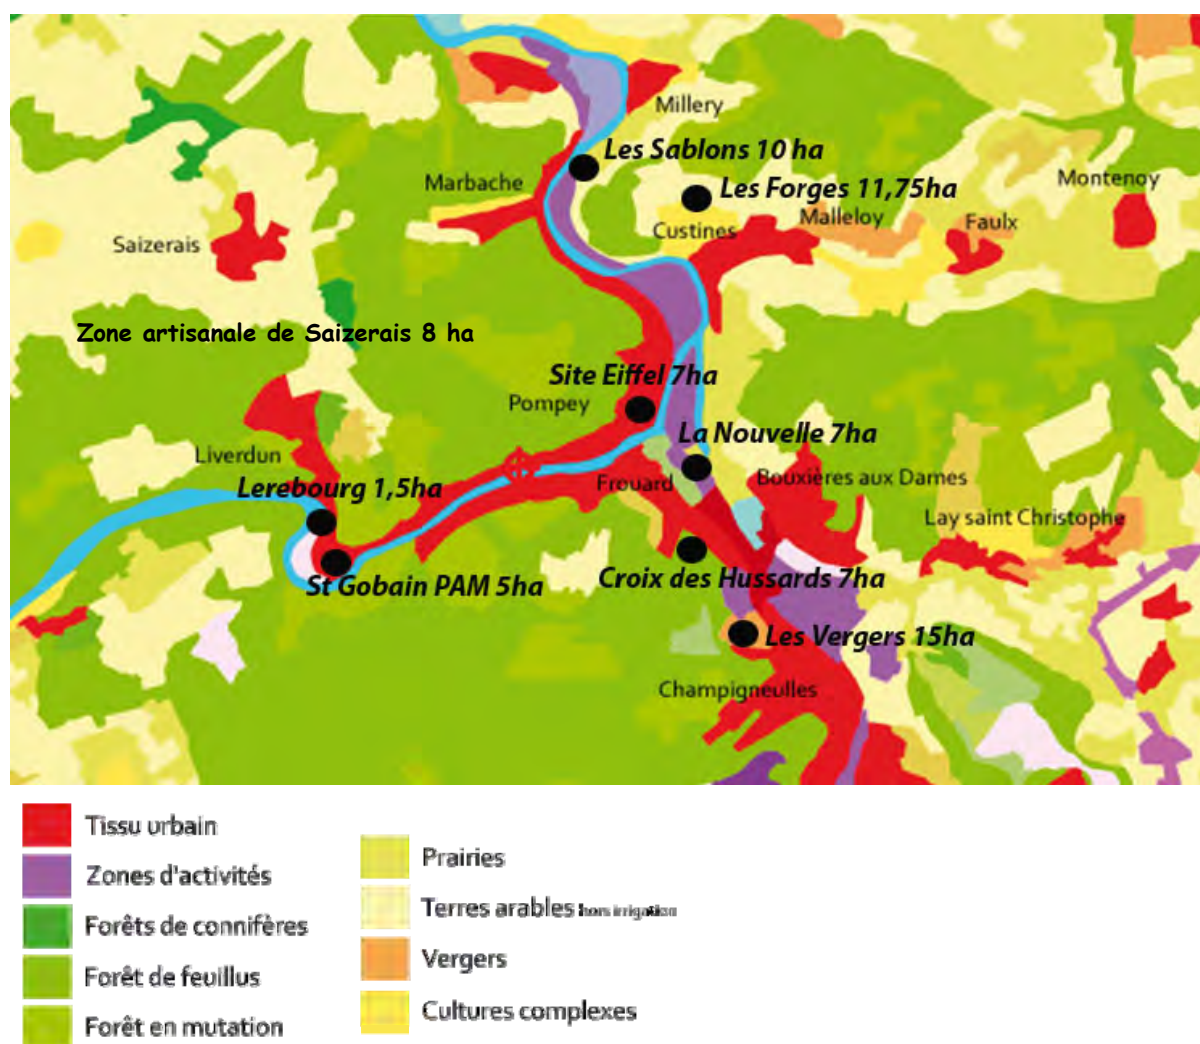 Millery
Les Sablons 10 ha
Marbache
Les Forges 11,75ha
Montenoy
Malleloy
Faulx
Custines
Saizerais
Zone artisanale de Saizerais 8 ha
Site Eiffel 7ha
Pompey
La Nouvelle 7ha
Liverdun
Bouxières aux Dames
Frouard
Lerebourg 1,5ha
Lay saint Christophe
Croix des Hussards 7ha
St Gobain PAM 5ha
Les Vergers 15ha
Champigneulles
Tissu urbain
Zones d'activités
Forêts de connifères
Forêt de feuillus
Forêt en mutation
Prairies
Terres arables hors irrigation
Vergers
Cultures complexes